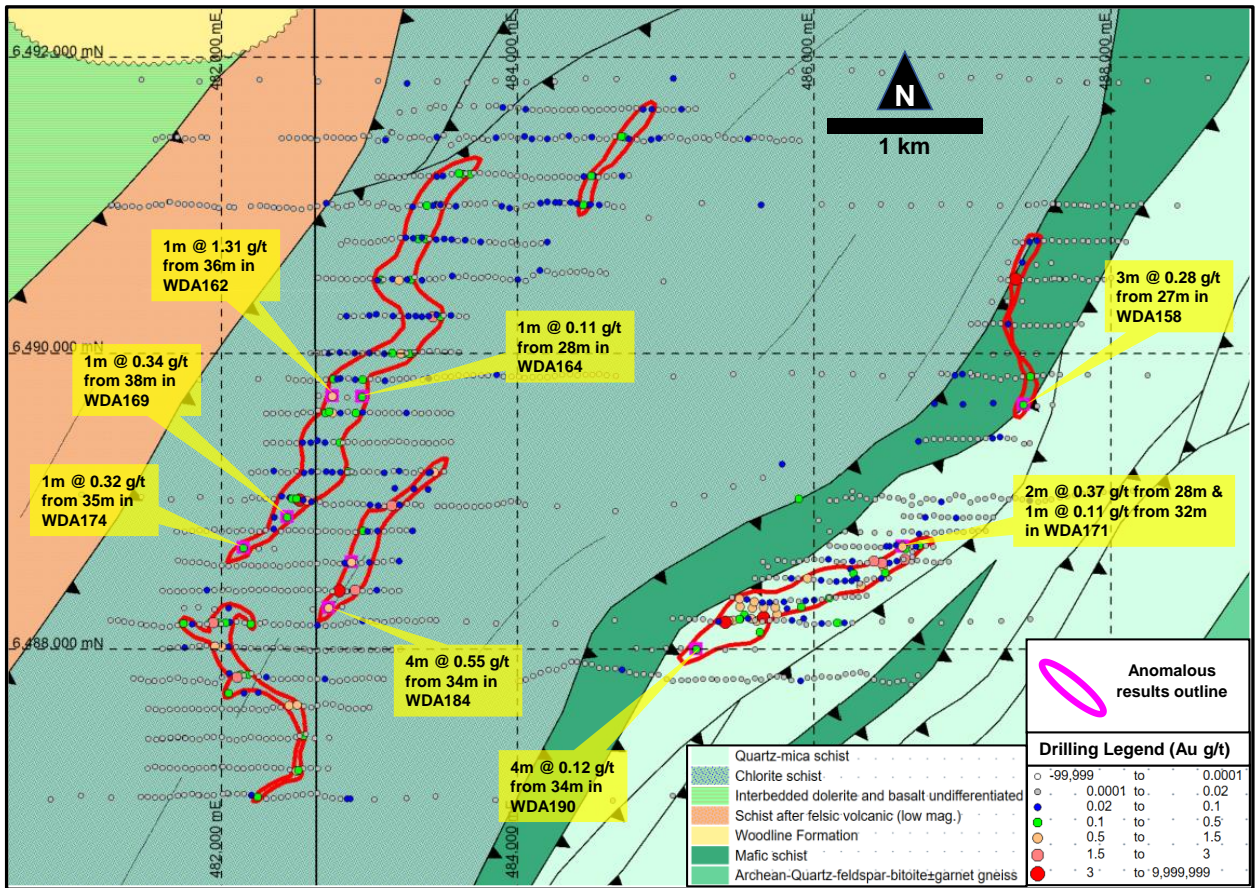 482,000 mE
484,000 mE
486,000 mE
488,000 mE
6,492,000 mN
N
1 km
1m @ 1.31 g/t
from 36m in
WDA162
3m @ 0.28 g/t
from 27m in
WDA158
1m @ 0.11 g/t
from 28m in
WDA164
6,490,000 mN
1m @ 0.34 g/t
from 38m in
WDA169
1m @ 0.32 g/t
from 35m in
WDA174
2m @ 0.37 g/t from 28m &
1m @ 0.11 g/t from 32m
in WDA171
6,488,000 mN
4m @ 0.55 g/t
from 34m in
WDA184
4m @ 0.12 g/t
from 34m in
WDA190
482,000 mE
484,000 mE
Anomalous
results outline
Quartz-mica schist
Chlorite schist
Interbedded dolerite and basalt undifferentiated
Schist after felsic volcanic (low mag.)
Woodline Formation
Mafic schist
Archean-Quartz-feldspar-bitoite±garnet gneiss
Drilling Legend (Au g/t)
-99,999 to 0.0001
0.0001 to 0.02
0.02 to 0.1
0.1 to 0.5
0.5 to 1.5
1.5 to 3
3 to 9,999,999